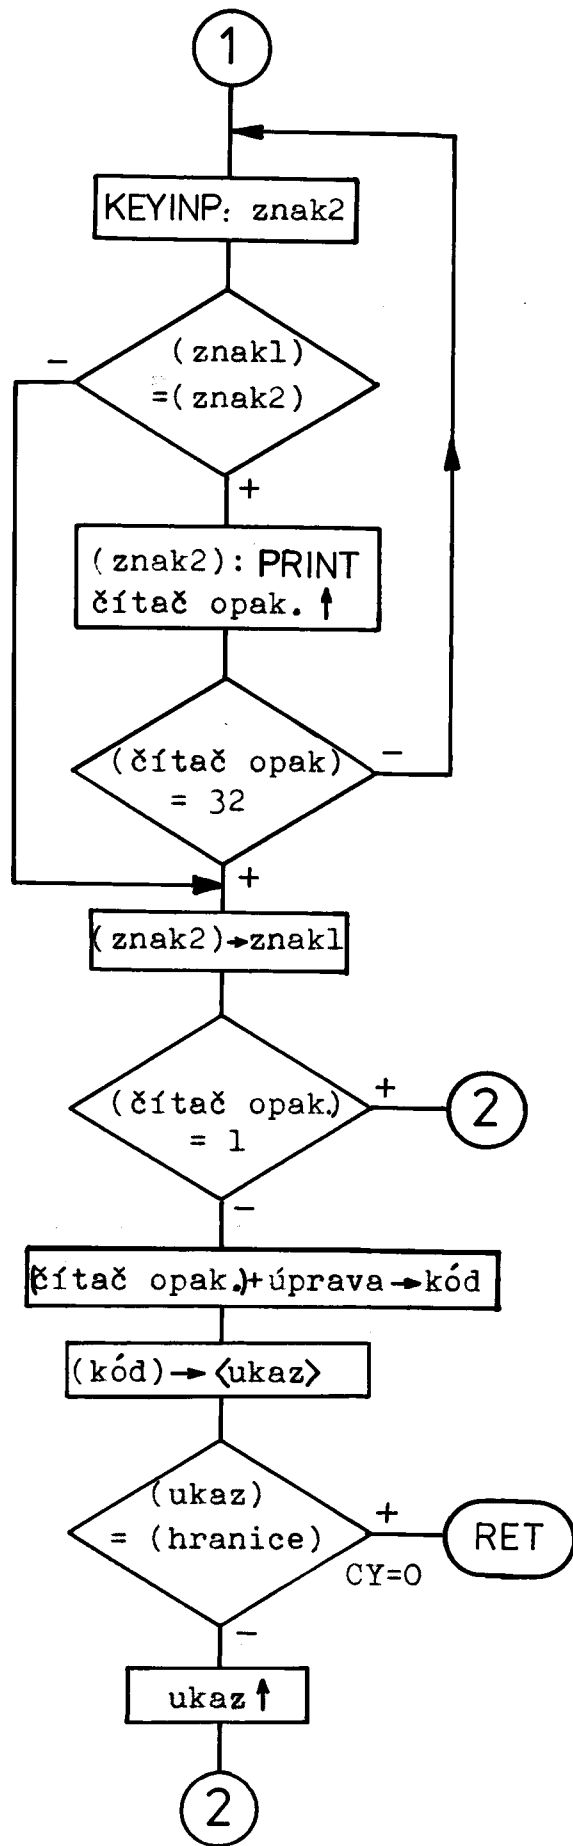 1
KEYINP: znak2
-
(znak1)
=(znak2)
+
(znak2): PRINT
čítač opak. ↑
(čítač opak)
= 32
-
+
(znak2)→znak1
(čítač opak.)
= 1
+
2
-
(čítač opak.)+úprava→kód
(kód)→<ukaz>
(ukaz)
= (hranice)
+
RET
CY=0
-
ukaz ↑
2